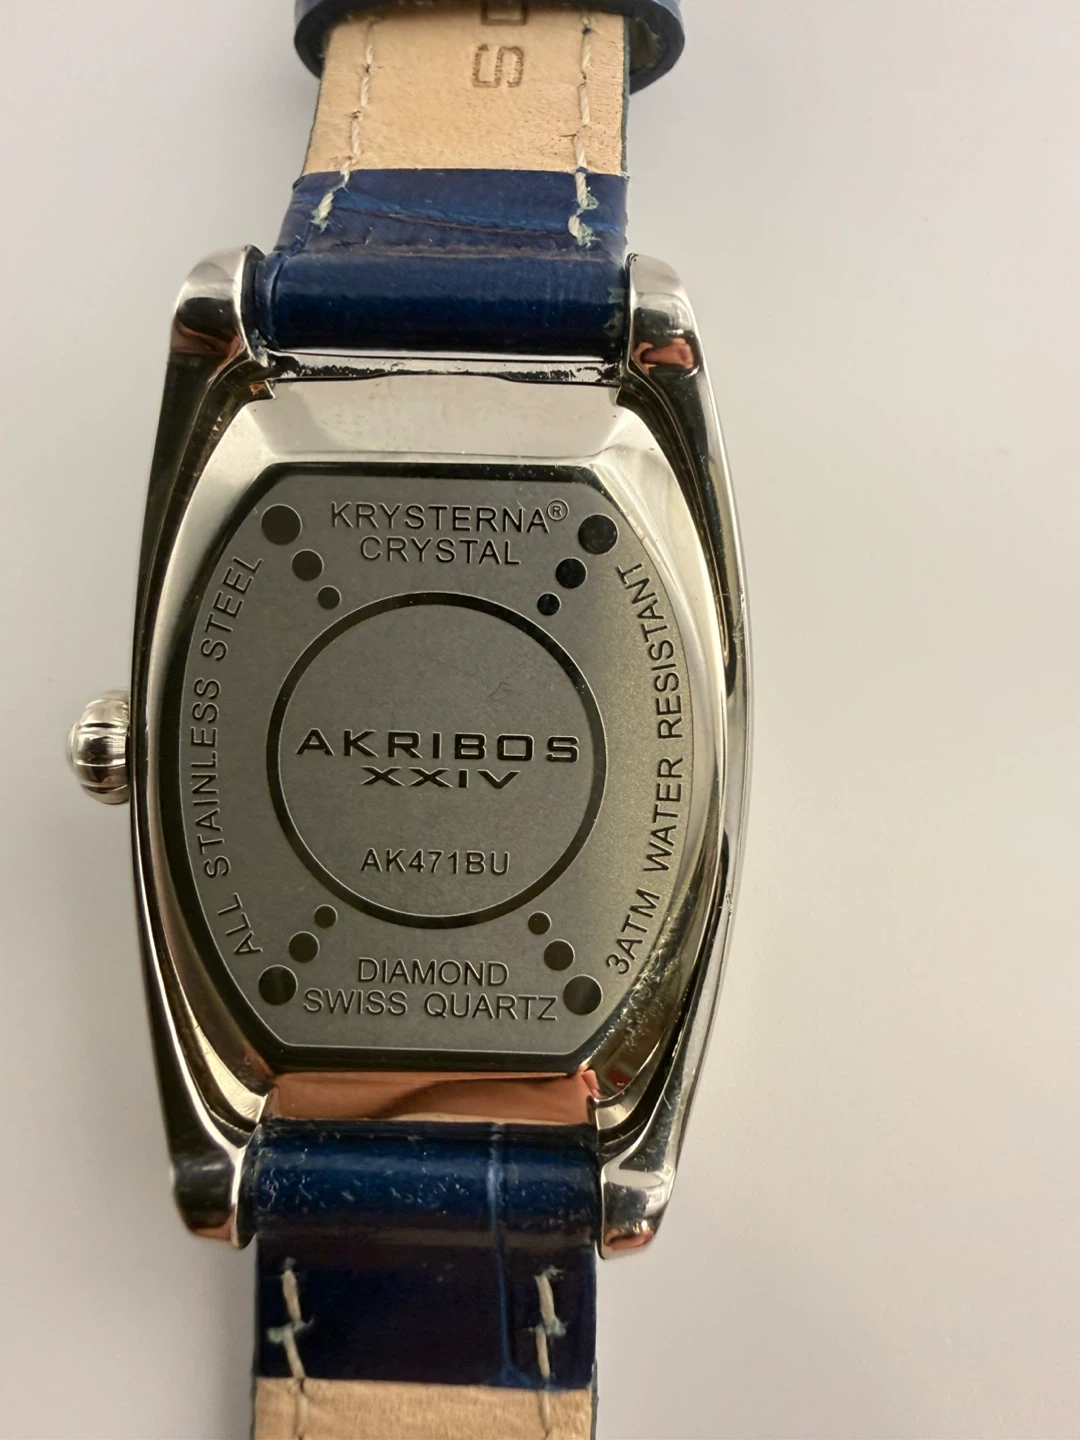 KRYSTERNA®
CRYSTAL
ALL STAINLESS STEEL
3ATM WATER RESISTANT
AKRIBOS
XXIV
AK471BU
DIAMOND
SWISS QUARTZ